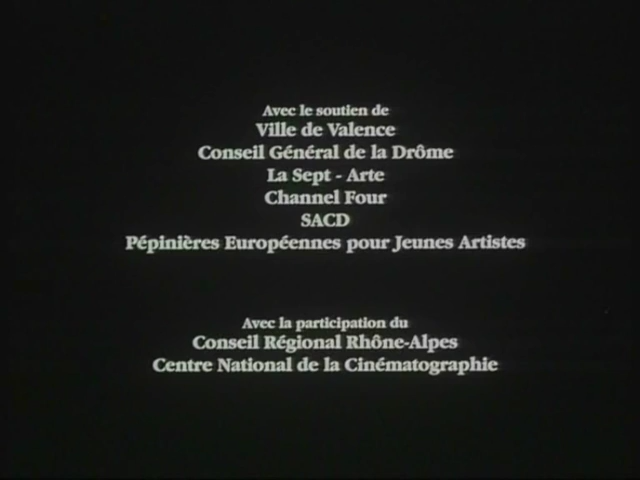 Avec le soutien de
Ville de Valence
Conseil Général de la Drôme
La Sept - Arte
Channel Four
SACD
Pépinières Européennes pour Jeunes Artistes
Avec la participation du
Conseil Régional Rhône-Alpes
Centre National de la Cinématographie